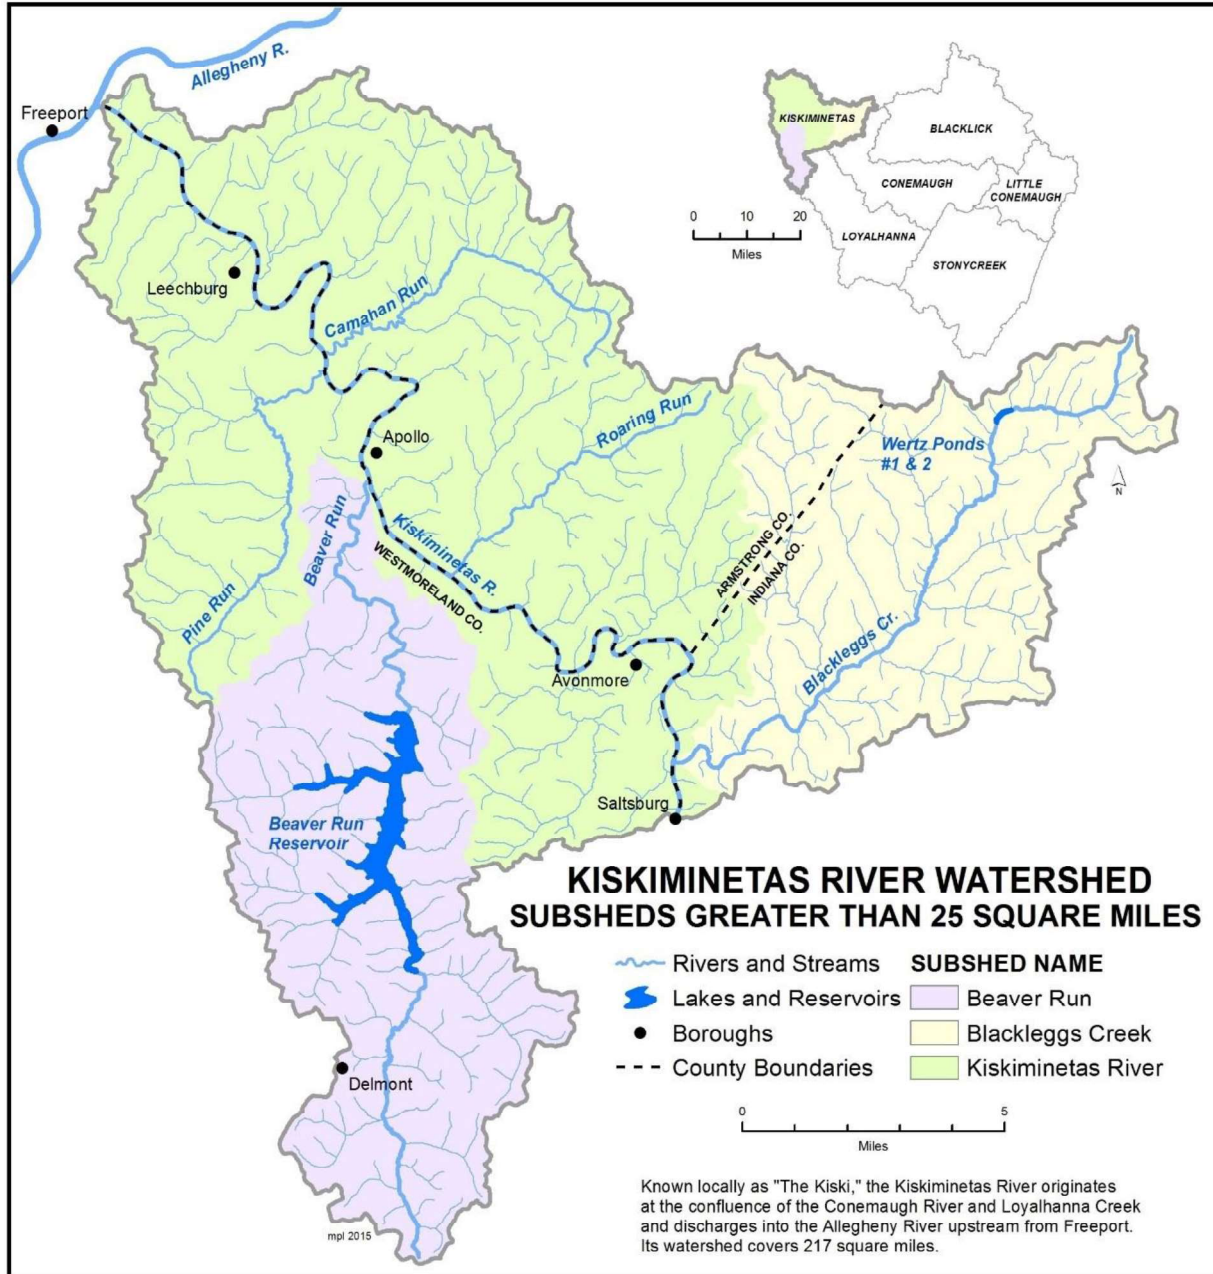 Allegheny R.
Freeport
KISKIMINETAS
BLACKLICK
CONEMAUGH
LITTLE
CONEMAUGH
LOYALHANNA
STONYCREEK
0 10 20
Miles
Leechburg
Camahan Run
Apollo
Roaring Run
Wertz Ponds
#1 & 2
N
Beaver Run
Kiskiminetas R.
WESTMORELAND CO.
ARMSTRONG CO.
INDIANA CO.
Pine Run
Avonmore
Blackleggs Cr.
Saltsburg
Beaver Run
Reservoir
Delmont
mpl 2015
KISKIMINETAS RIVER WATERSHED
SUBSHEDS GREATER THAN 25 SQUARE MILES
Rivers and Streams
Lakes and Reservoirs
Boroughs
County Boundaries
SUBSHED NAME
Beaver Run
Blackleggs Creek
Kiskiminetas River
0 5
Miles
Known locally as "The Kiski," the Kiskiminetas River originates
at the confluence of the Conemaugh River and Loyalhanna Creek
and discharges into the Allegheny River upstream from Freeport.
Its watershed covers 217 square miles.